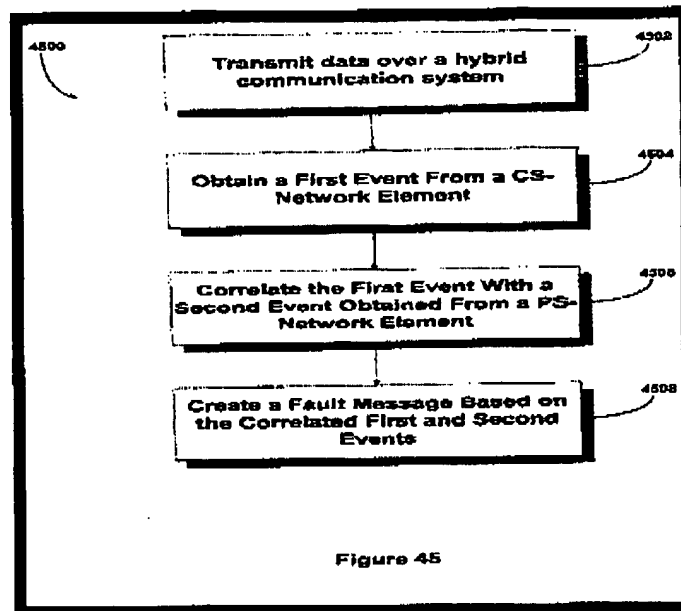 4500
4502
Transmit data over a hybrid
communication system
4504
Obtain a First Event From a CS-
Network Element
4506
Correlate the First Event With a
Second Event Obtained From a PS-
Network Element
4508
Create a Fault Message Based on
the Correlated First and Second
Events
Figure 45